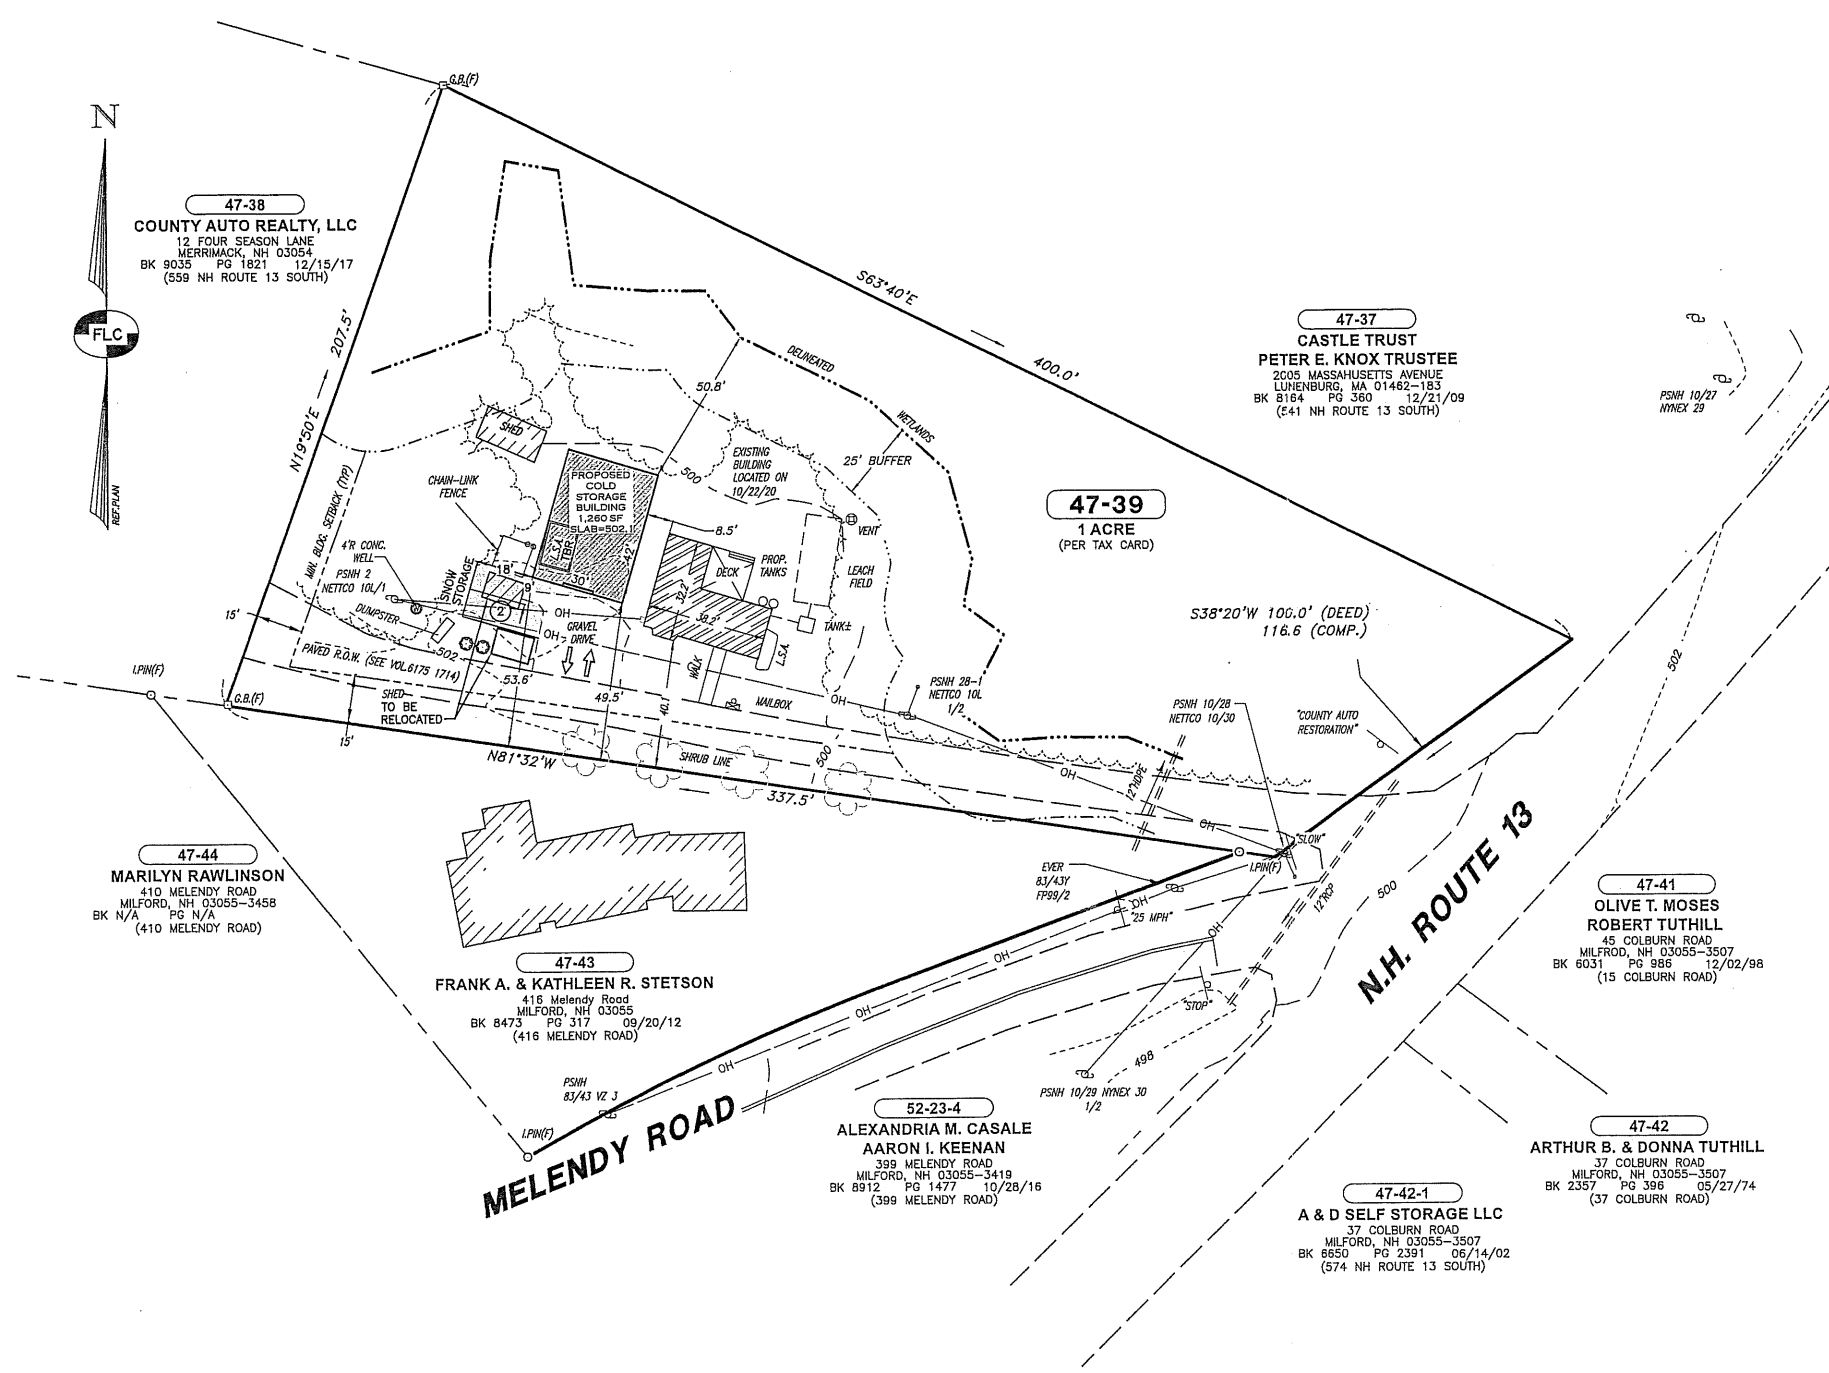 G.B.(F)
N
47-38
COUNTY AUTO REALTY, LLC
12 FOUR SEASON LANE
MERRIMACK, NH 03054
BK 9035 PG 1821 12/15/17
(559 NH ROUTE 13 SOUTH)
FLC
REF.PLAN
N19°50'E 207.5'
S63°40'E 400.0'
47-37
CASTLE TRUST
PETER E. KNOX TRUSTEE
2005 MASSAHUSETTS AVENUE
LUNENBURG, MA 01462-183
BK 8164 PG 360 12/21/09
(541 NH ROUTE 13 SOUTH)
PSNH 10/27
NYNEX 29
DELINEATED
WETLANDS
50.8'
25' BUFFER
SHED
500
EXISTING
BUILDING
LOCATED ON
10/22/20
CHAIN-LINK
FENCE
PROPOSED
COLD
STORAGE
BUILDING
1,260 SF
SLAB=502.1
L.S.A.
TBR
42'
30'
8.5'
VENT
47-39
1 ACRE
(PER TAX CARD)
MIN. BLDG. SETBACK (TYP)
4'R CONC.
WELL
PSNH 2
NETTCO 10L/1
SNOW
STORAGE
18'
9'
2
DECK
PROP.
TANKS
LEACH
FIELD
32.2'
38.2'
TANK±
L.S.A.
DUMPSTER
OH
OH
GRAVEL
DRIVE
15'
PAVED R.O.W. (SEE VOL.6175 1714)
502
53.6'
49.5'
40.1'
WALK
MAILBOX
OH
PSNH 28-1
NETTCO 10L
1/2
S38°20'W 100.0' (DEED)
116.6 (COMP.)
502
I.PIN(F)
G.B.(F)
SHED
TO BE
RELOCATED
15'
PSNH 10/28
NETTCO 10/30
"COUNTY AUTO
RESTORATION"
N81°32'W
337.5'
SHRUB LINE
500
OH
12"HDPE
OH
"SLOW"
I.PIN(F)
EVER
83/43Y
FP99/2
OH
"25 MPH"
12"RCP
500
N.H. ROUTE 13
47-44
MARILYN RAWLINSON
410 MELENDY ROAD
MILFORD, NH 03055-3458
BK N/A PG N/A
(410 MELENDY ROAD)
47-43
FRANK A. & KATHLEEN R. STETSON
416 Melendy Road
MILFORD, NH 03055
BK 8473 PG 317 09/20/12
(416 MELENDY ROAD)
47-41
OLIVE T. MOSES
ROBERT TUTHILL
45 COLBURN ROAD
MILFROD, NH 03055-3507
BK 6031 PG 986 12/02/98
(15 COLBURN ROAD)
OH
OH
OH
OH
"STOP"
498
PSNH 10/29 NYNEX 30
1/2
PSNH
83/43 VZ 3
I.PIN(F)
MELENDY ROAD
52-23-4
ALEXANDRIA M. CASALE
AARON I. KEENAN
399 MELENDY ROAD
MILFORD, NH 03055-3419
BK 8912 PG 1477 10/28/16
(399 MELENDY ROAD)
47-42
ARTHUR B. & DONNA TUTHILL
37 COLBURN ROAD
MILFORD, NH 03055-3507
BK 2357 PG 396 05/27/74
(37 COLBURN ROAD)
47-42-1
A & D SELF STORAGE LLC
37 COLBURN ROAD
MILFORD, NH 03055-3507
BK 6650 PG 2391 06/14/02
(574 NH ROUTE 13 SOUTH)